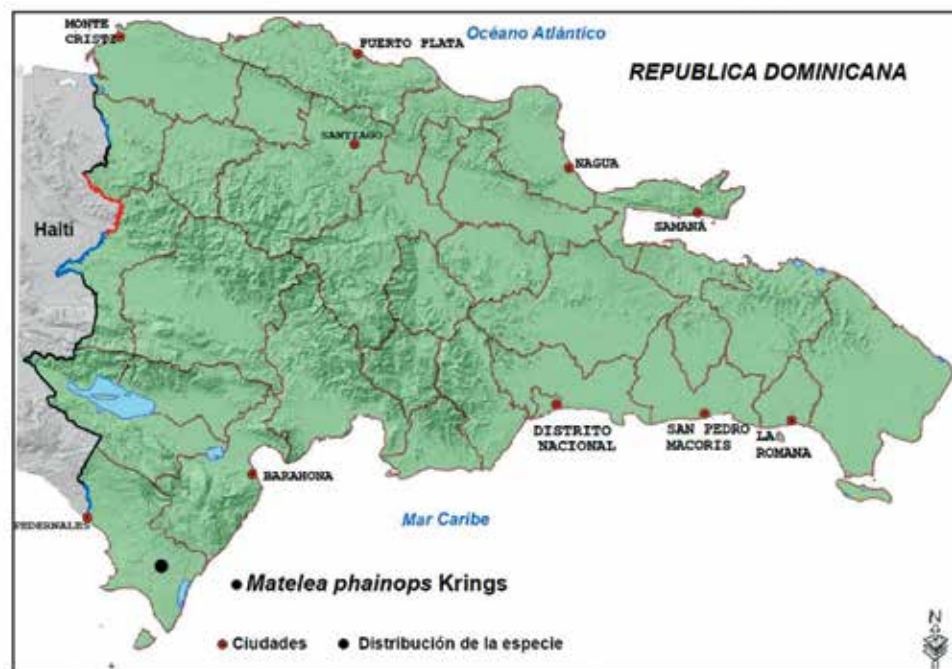 MONTE
CRISTI
PUERTO PLATA
Océano Atlántico
REPUBLICA DOMINICANA
SANTIAGO
NAGUA
SAMANÁ
Haití
DISTRITO
NACIONAL
SAN PEDRO
MACORIS
LA
ROMANA
BARAHONA
PEDERNALES
Mar Caribe
● Matelea phainops Krings
Ciudades
Distribución de la especie
N